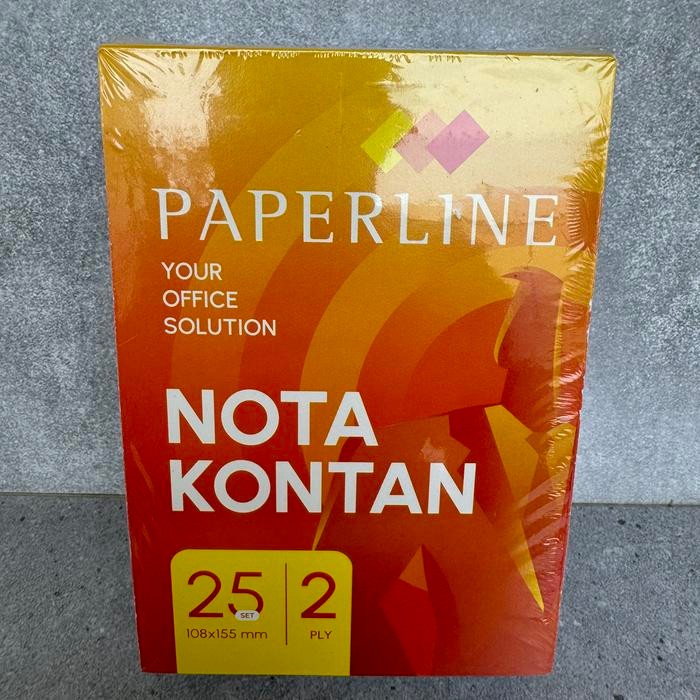 PAPERLINE
YOUR
OFFICE
SOLUTION
NOTA
KONTAN
25 2
SET
108x155 mm PLY